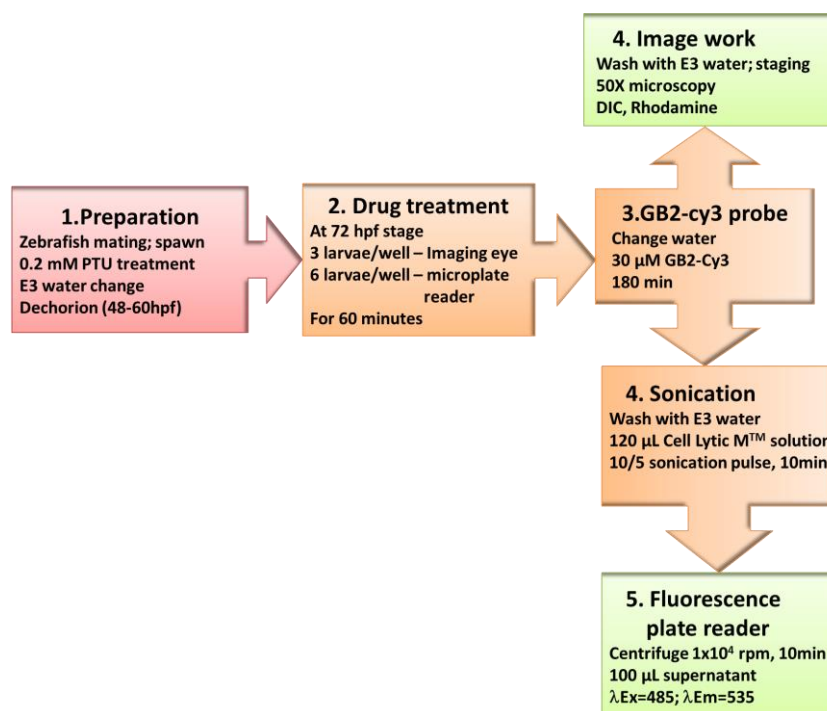 4. Image work
Wash with E3 water; staging
50X microscopy
DIC, Rhodamine
1.Preparation
Zebrafish mating; spawn
0.2 mM PTU treatment
E3 water change
Dechorion (48-60hpf)
2. Drug treatment
At 72 hpf stage
3 larvae/well – Imaging eye
6 larvae/well – microplate
reader
For 60 minutes
3.GB2-cy3 probe
Change water
30 µM GB2-Cy3
180 min
4. Sonication
Wash with E3 water
120 µL Cell Lytic M™ solution
10/5 sonication pulse, 10min
5. Fluorescence
plate reader
Centrifuge 1x10⁴ rpm, 10min
100 µL supernatant
λEx=485; λEm=535